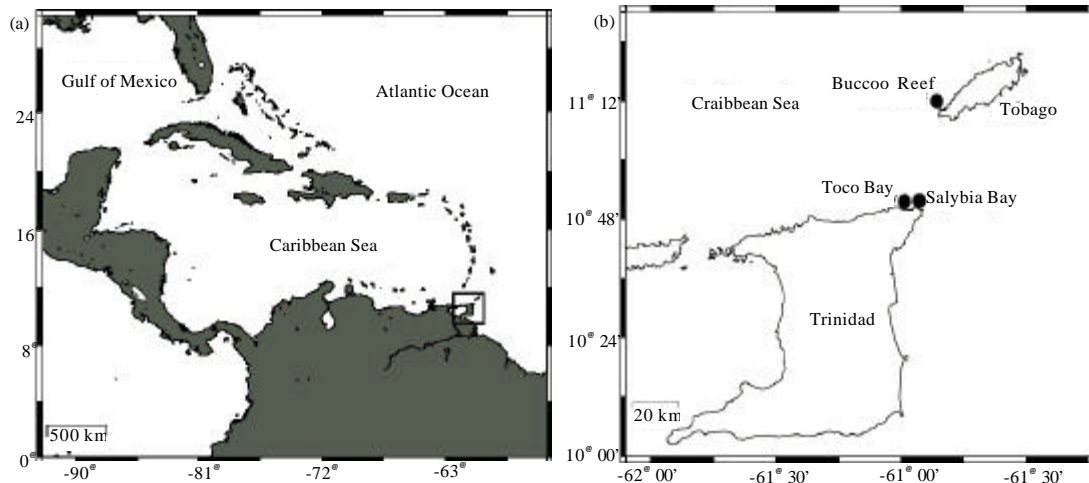 (a)
Gulf of Mexico
Atlantic Ocean
Caribbean Sea
24
16
8°
0°
500 km
-90°
-81°
-72°
-63°
(b)
Craibbean Sea
Buccoo Reef
Tobago
Toco Bay
Salybia Bay
Trinidad
11° 12'
10° 48'
10° 24'
10° 00'
20 km
-62° 00'
-61° 30'
-61° 00'
-61° 30'